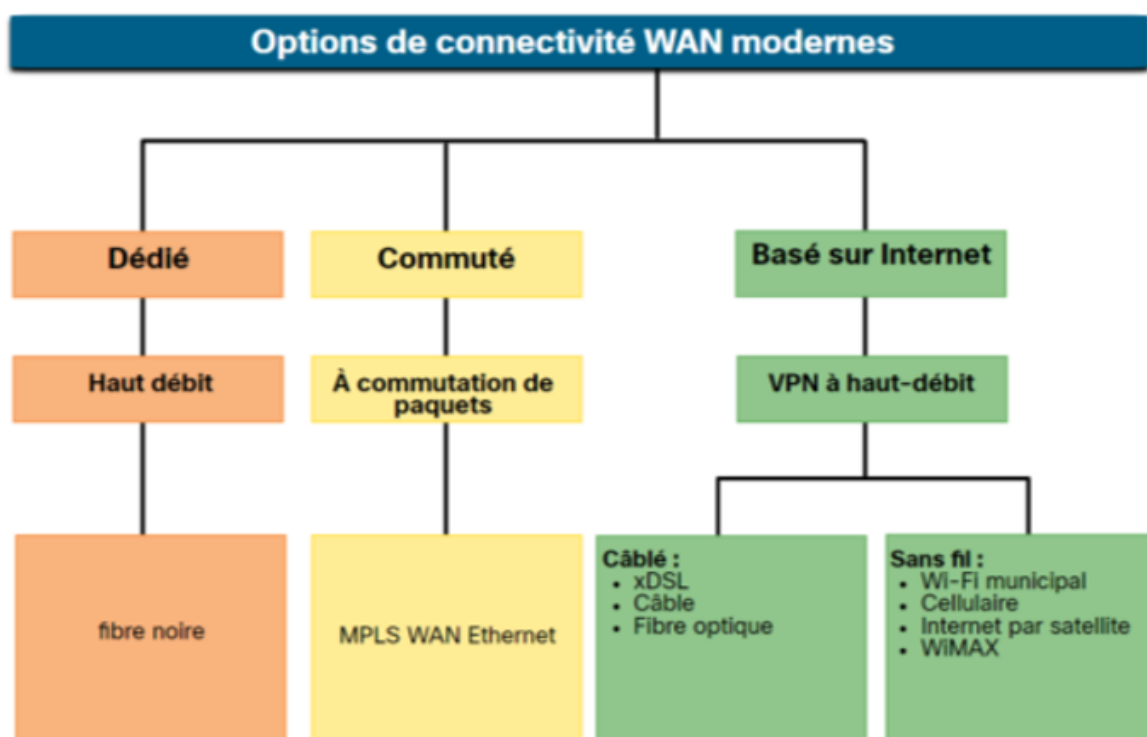 Options de connectivité WAN modernes
Dédié
Commuté
Basé sur Internet
Haut débit
À commutation de
paquets
VPN à haut-débit
fibre noire
MPLS WAN Ethernet
Câblé :
• xDSL
• Câble
• Fibre optique
Sans fil :
• Wi-Fi municipal
• Cellulaire
• Internet par satellite
• WiMAX